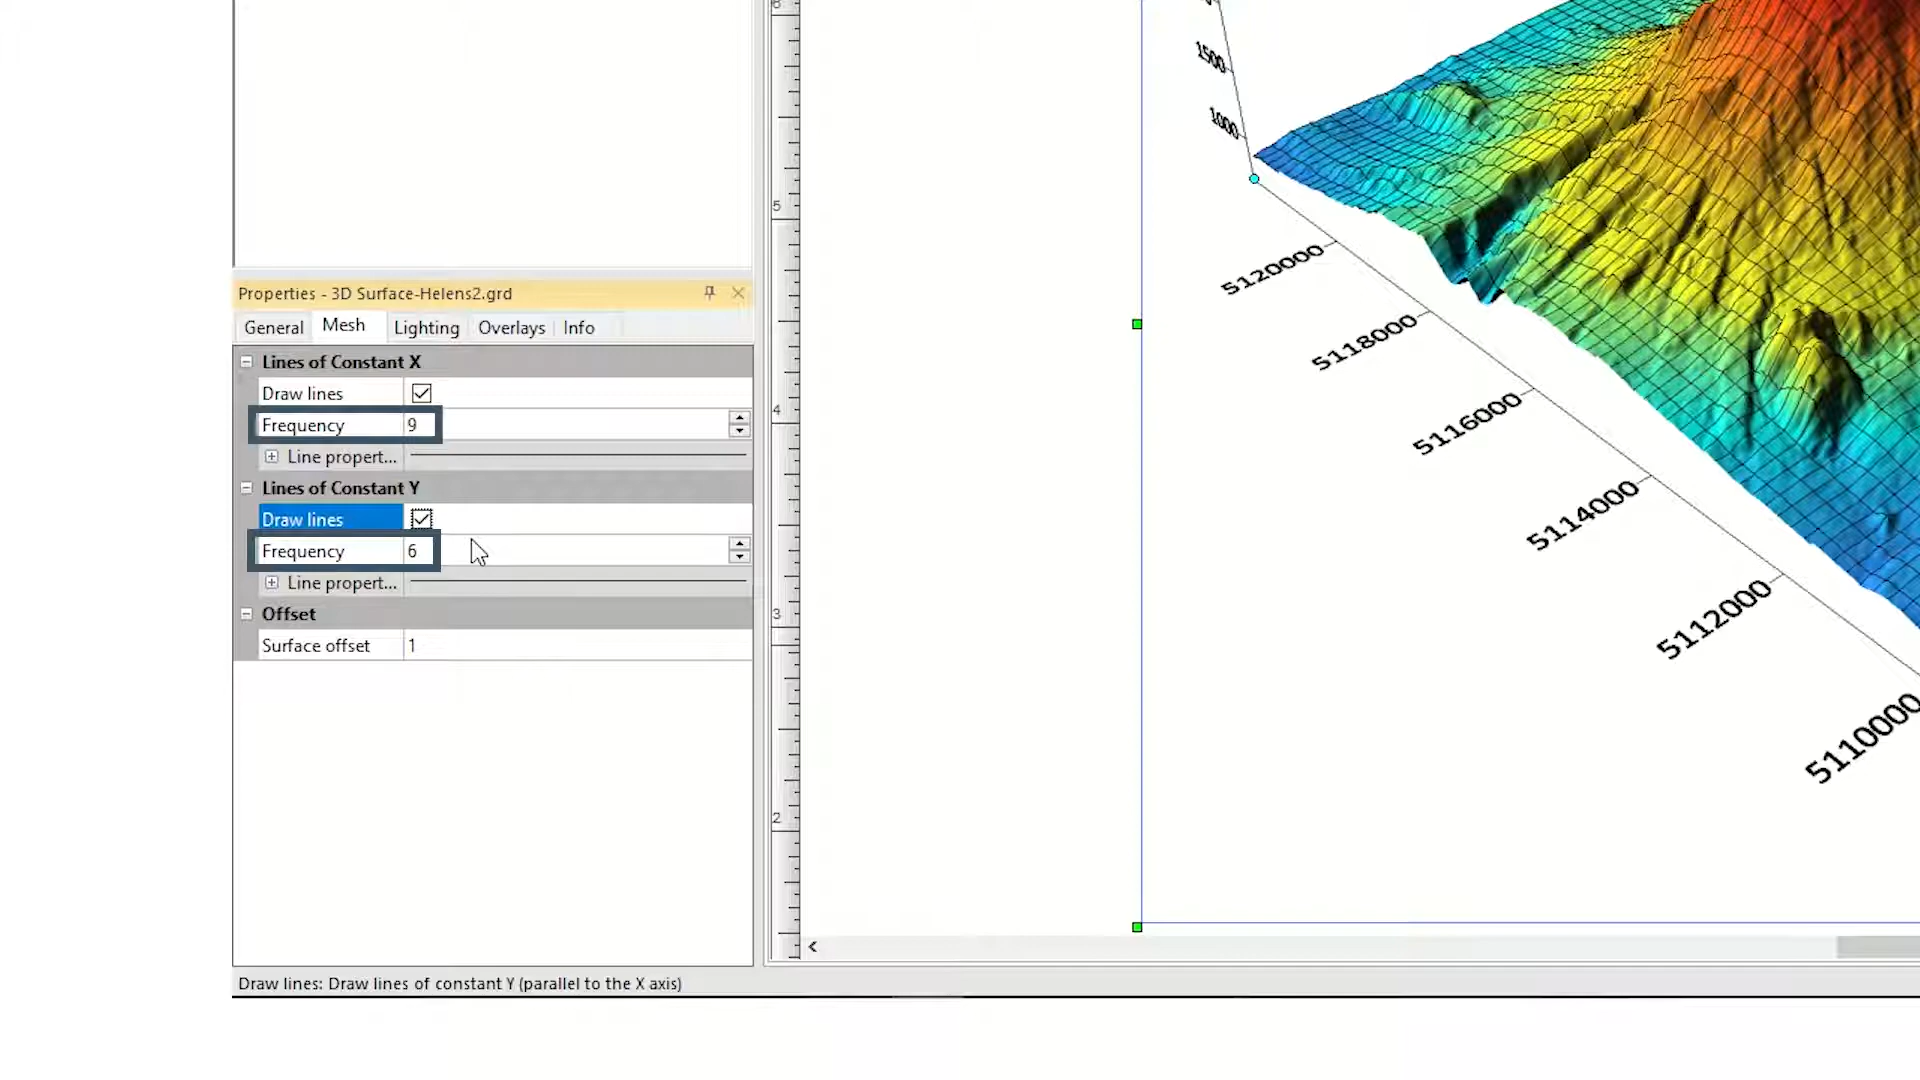 6
1500
1000
5
5120000
5118000
Properties - 3D Surface-Helens2.grd
General Mesh Lighting Overlays Info
Lines of Constant X
Draw lines
Frequency 9
Line propert...
4
5116000
Lines of Constant Y
Draw lines
Frequency 6
Line propert...
5114000
Offset
Surface offset 1
3
5112000
5110000
2
Draw lines: Draw lines of constant Y (parallel to the X axis)